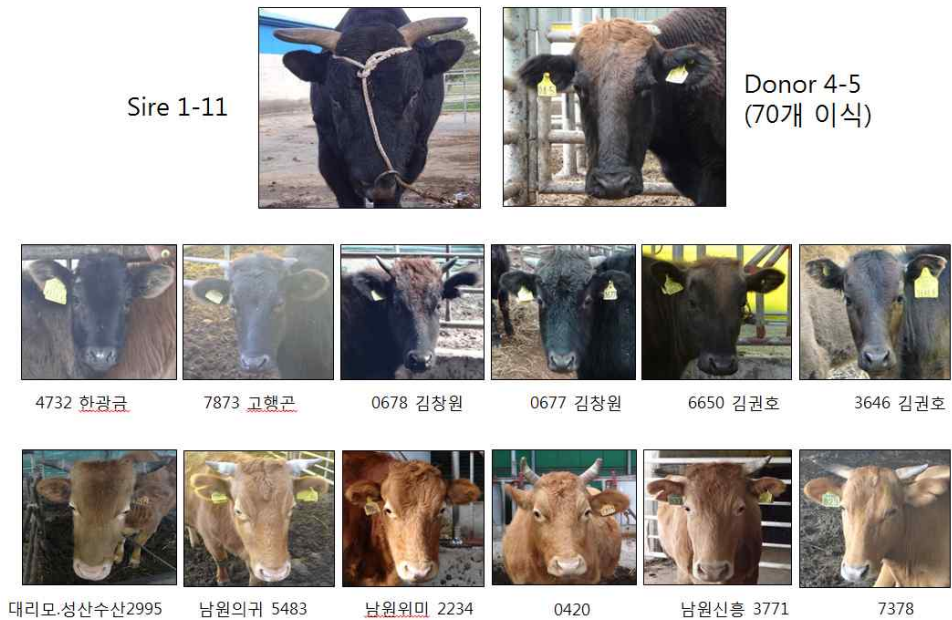 Sire 1-11
Donor 4-5
(70개 이식)
4732 한광금
7873 고행곤
0678 김창원
0677 김창원
6650 김권호
3646 김권호
대리모.성산수산2995
남원의귀 5483
남원위미 2234
0420
남원신흥 3771
7378